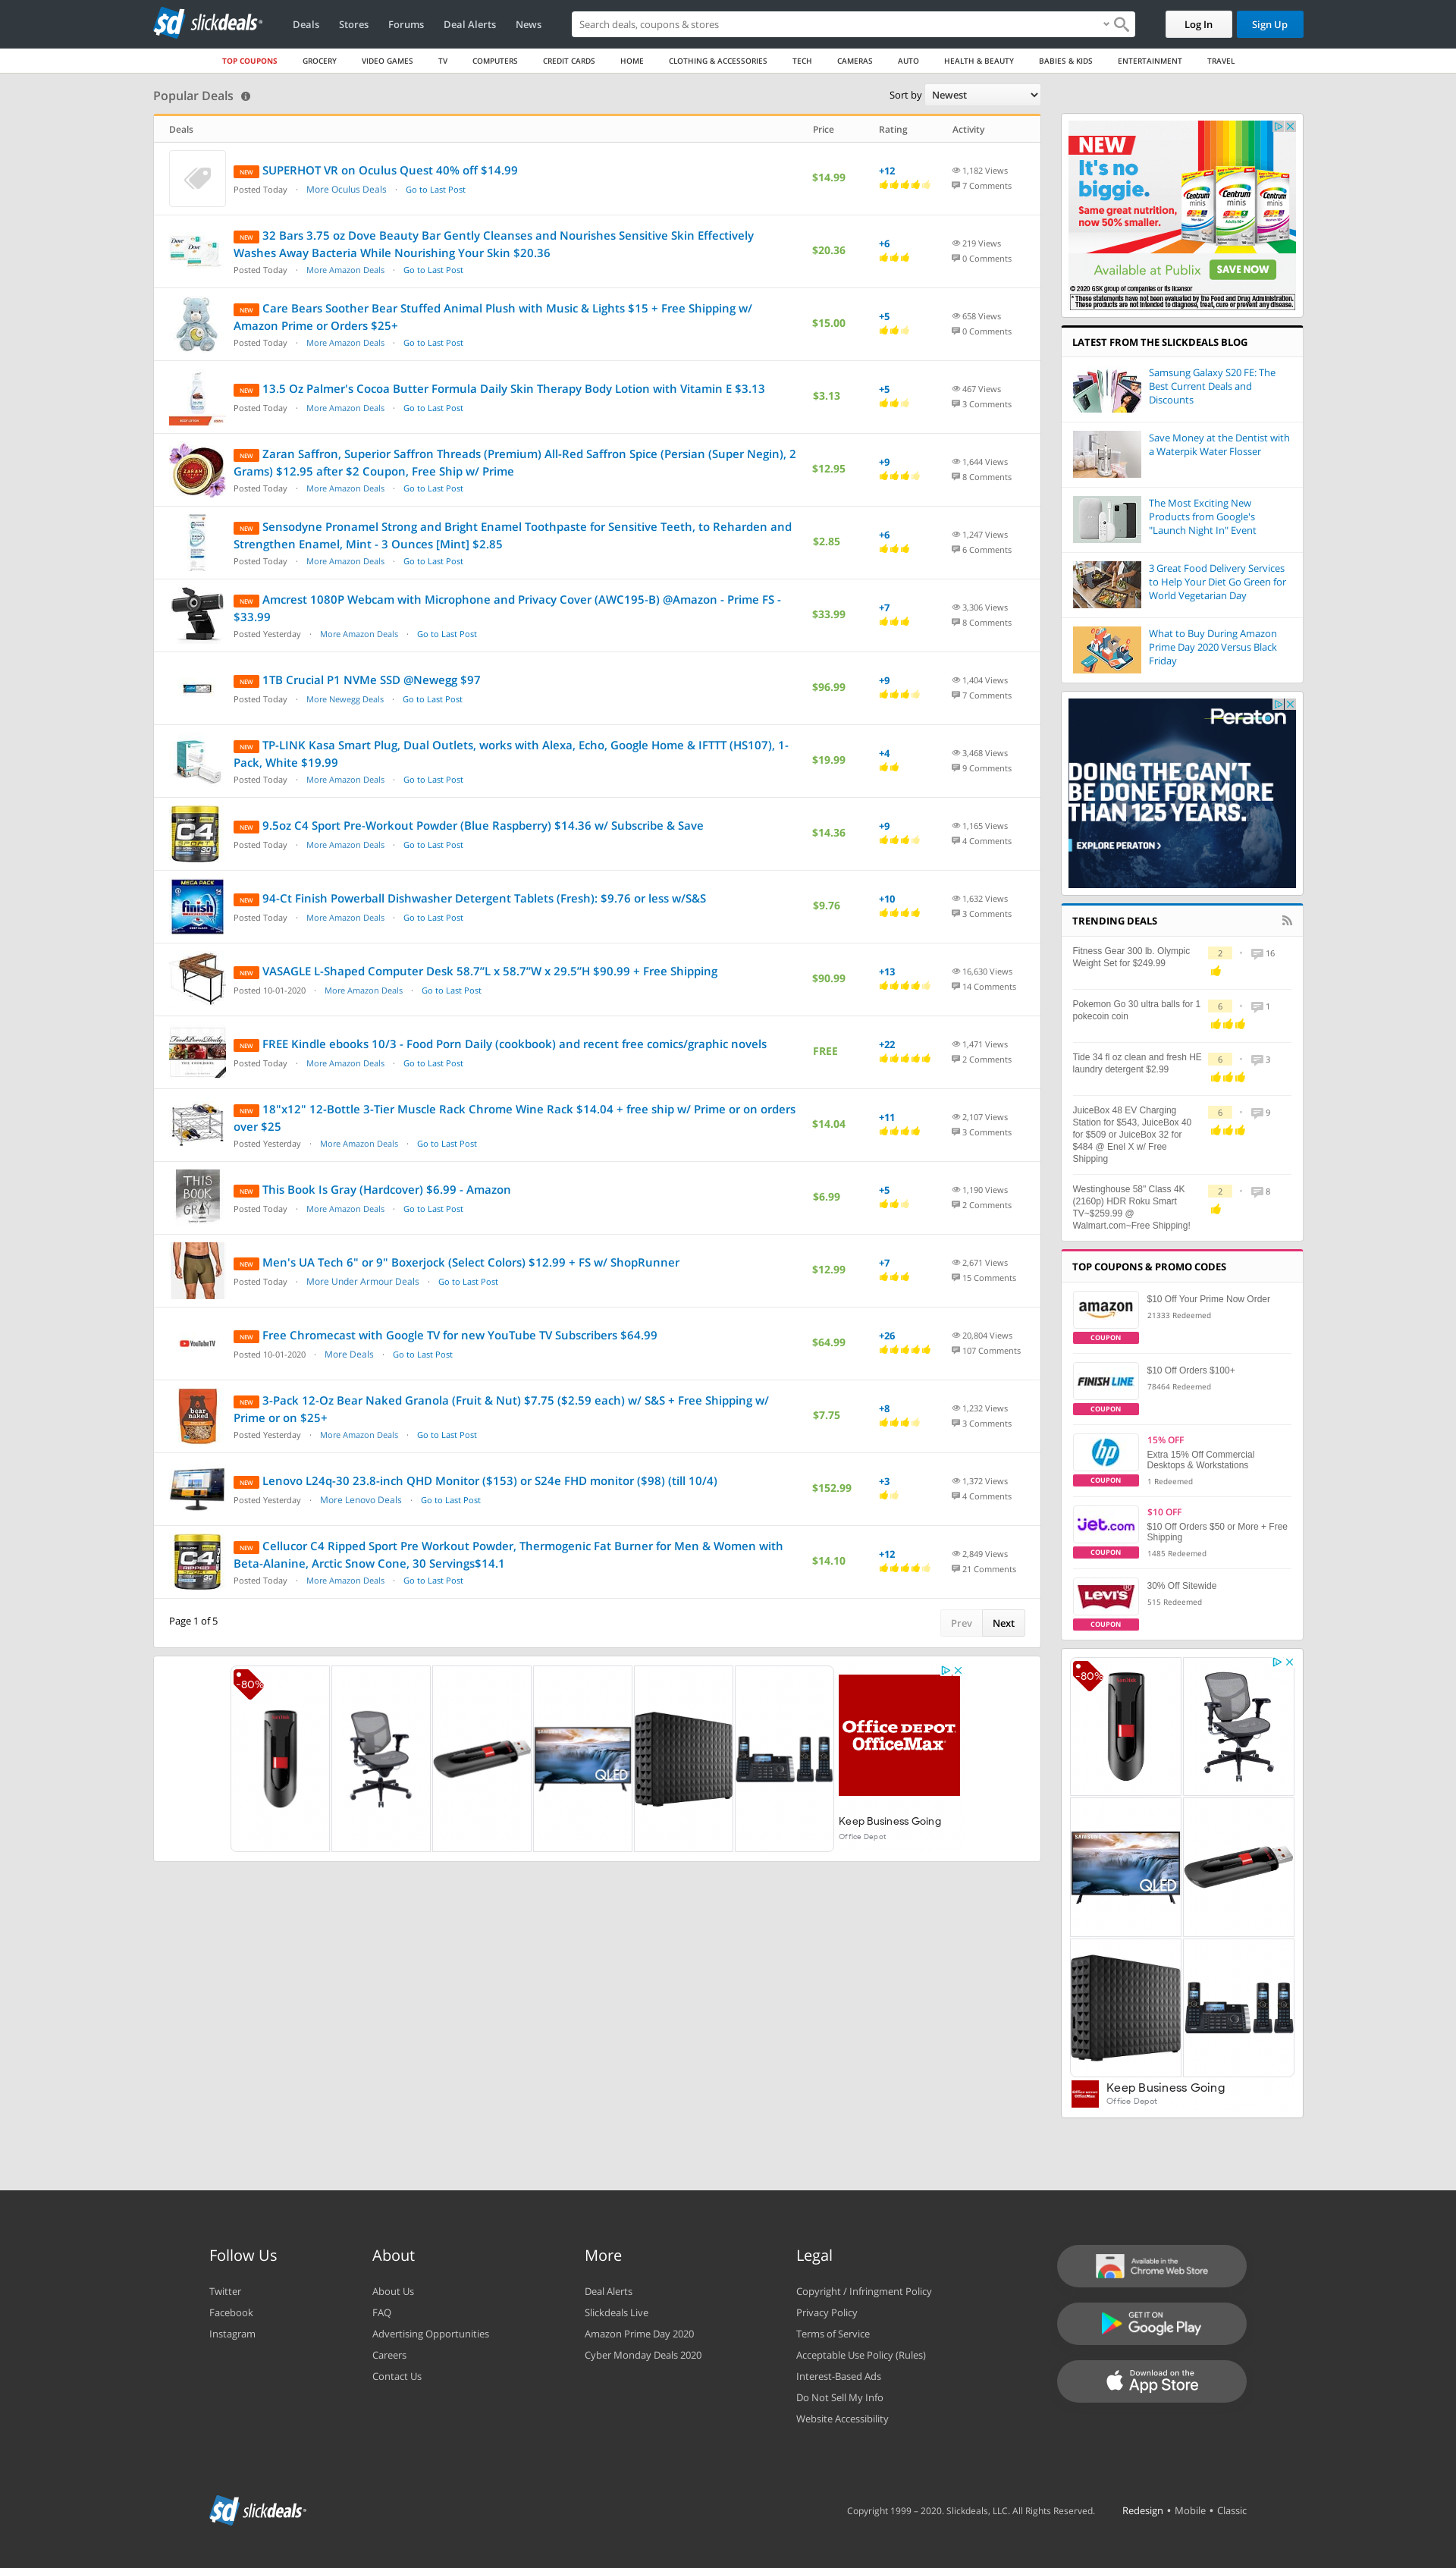 sd slickdeals
Deals Stores Forums Deal Alerts News
Search deals, coupons & stores
Log In Sign Up
TOP COUPONS GROCERY VIDEO GAMES TV COMPUTERS CREDIT CARDS HOME CLOTHING & ACCESSORIES TECH CAMERAS AUTO HEALTH & BEAUTY BABIES & KIDS ENTERTAINMENT TRAVEL
Popular Deals
Sort by Newest
Deals Price Rating Activity
NEW SUPERHOT VR on Oculus Quest 40% off $14.99
Posted Today · More Oculus Deals · Go to Last Post
$14.99
+12
1,182 Views
7 Comments
NEW 32 Bars 3.75 oz Dove Beauty Bar Gently Cleanses and Nourishes Sensitive Skin Effectively
Washes Away Bacteria While Nourishing Your Skin $20.36
Posted Today · More Amazon Deals · Go to Last Post
$20.36
+6
219 Views
0 Comments
NEW Care Bears Soother Bear Stuffed Animal Plush with Music & Lights $15 + Free Shipping w/
Amazon Prime or Orders $25+
Posted Today · More Amazon Deals · Go to Last Post
$15.00
+5
658 Views
0 Comments
NEW 13.5 Oz Palmer's Cocoa Butter Formula Daily Skin Therapy Body Lotion with Vitamin E $3.13
Posted Today · More Amazon Deals · Go to Last Post
$3.13
+5
467 Views
3 Comments
NEW Zaran Saffron, Superior Saffron Threads (Premium) All-Red Saffron Spice (Persian (Super Negin), 2
Grams) $12.95 after $2 Coupon, Free Ship w/ Prime
Posted Today · More Amazon Deals · Go to Last Post
$12.95
+9
1,644 Views
8 Comments
NEW Sensodyne Pronamel Strong and Bright Enamel Toothpaste for Sensitive Teeth, to Reharden and
Strengthen Enamel, Mint - 3 Ounces [Mint] $2.85
Posted Today · More Amazon Deals · Go to Last Post
$2.85
+6
1,247 Views
6 Comments
NEW Amcrest 1080P Webcam with Microphone and Privacy Cover (AWC195-B) @Amazon - Prime FS -
$33.99
Posted Yesterday · More Amazon Deals · Go to Last Post
$33.99
+7
3,306 Views
8 Comments
NEW 1TB Crucial P1 NVMe SSD @Newegg $97
Posted Today · More Newegg Deals · Go to Last Post
$96.99
+9
1,404 Views
7 Comments
NEW TP-LINK Kasa Smart Plug, Dual Outlets, works with Alexa, Echo, Google Home & IFTTT (HS107), 1-
Pack, White $19.99
Posted Today · More Amazon Deals · Go to Last Post
$19.99
+4
3,468 Views
9 Comments
C4 SPORT 30
NEW 9.5oz C4 Sport Pre-Workout Powder (Blue Raspberry) $14.36 w/ Subscribe & Save
Posted Today · More Amazon Deals · Go to Last Post
$14.36
+9
1,165 Views
4 Comments
MEGA PACK
finish
NEW 94-Ct Finish Powerball Dishwasher Detergent Tablets (Fresh): $9.76 or less w/S&S
Posted Today · More Amazon Deals · Go to Last Post
$9.76
+10
1,632 Views
3 Comments
NEW VASAGLE L-Shaped Computer Desk 58.7”L x 58.7”W x 29.5”H $90.99 + Free Shipping
Posted 10-01-2020 · More Amazon Deals · Go to Last Post
$90.99
+13
16,630 Views
14 Comments
Food Porn Daily
NEW FREE Kindle ebooks 10/3 - Food Porn Daily (cookbook) and recent free comics/graphic novels
Posted Today · More Amazon Deals · Go to Last Post
FREE
+22
1,471 Views
2 Comments
NEW 18"x12" 12-Bottle 3-Tier Muscle Rack Chrome Wine Rack $14.04 + free ship w/ Prime or on orders
over $25
Posted Yesterday · More Amazon Deals · Go to Last Post
$14.04
+11
2,107 Views
3 Comments
THIS BOOK IS GRAY
NEW This Book Is Gray (Hardcover) $6.99 - Amazon
Posted Today · More Amazon Deals · Go to Last Post
$6.99
+5
1,190 Views
2 Comments
NEW Men's UA Tech 6" or 9" Boxerjock (Select Colors) $12.99 + FS w/ ShopRunner
Posted Today · More Under Armour Deals · Go to Last Post
$12.99
+7
2,671 Views
15 Comments
YouTubeTV
NEW Free Chromecast with Google TV for new YouTube TV Subscribers $64.99
Posted 10-01-2020 · More Deals · Go to Last Post
$64.99
+26
20,804 Views
107 Comments
bear naked
NEW 3-Pack 12-Oz Bear Naked Granola (Fruit & Nut) $7.75 ($2.59 each) w/ S&S + Free Shipping w/
Prime or on $25+
Posted Yesterday · More Amazon Deals · Go to Last Post
$7.75
+8
1,232 Views
3 Comments
NEW Lenovo L24q-30 23.8-inch QHD Monitor ($153) or S24e FHD monitor ($98) (till 10/4)
Posted Yesterday · More Lenovo Deals · Go to Last Post
$152.99
+3
1,372 Views
4 Comments
C4 30
NEW Cellucor C4 Ripped Sport Pre Workout Powder, Thermogenic Fat Burner for Men & Women with
Beta-Alanine, Arctic Snow Cone, 30 Servings$14.1
Posted Today · More Amazon Deals · Go to Last Post
$14.10
+12
2,849 Views
21 Comments
Page 1 of 5
Prev Next
-80%
SAMSUNG
QLED
Office DEPOT
OfficeMax
Keep Business Going
Office Depot
NEW
It's no
biggie.
Same great nutrition,
now 50% smaller.
Centrum minis Centrum minis Centrum minis
Available at Publix SAVE NOW
© 2020 GSK group of companies or its licensor
* These statements have not been evaluated by the Food and Drug Administration.
These products are not intended to diagnose, treat, cure or prevent any disease.
LATEST FROM THE SLICKDEALS BLOG
Samsung Galaxy S20 FE: The
Best Current Deals and
Discounts
Save Money at the Dentist with
a Waterpik Water Flosser
The Most Exciting New
Products from Google's
"Launch Night In" Event
3 Great Food Delivery Services
to Help Your Diet Go Green for
World Vegetarian Day
What to Buy During Amazon
Prime Day 2020 Versus Black
Friday
Peraton
DOING THE CAN'T
BE DONE FOR MORE
THAN 125 YEARS.
EXPLORE PERATON >
TRENDING DEALS
Fitness Gear 300 lb. Olympic
Weight Set for $249.99
2 · 16
Pokemon Go 30 ultra balls for 1
pokecoin coin
6 · 1
Tide 34 fl oz clean and fresh HE
laundry detergent $2.99
6 · 3
JuiceBox 48 EV Charging
Station for $543, JuiceBox 40
for $509 or JuiceBox 32 for
$484 @ Enel X w/ Free
Shipping
6 · 9
Westinghouse 58" Class 4K
(2160p) HDR Roku Smart
TV~$259.99 @
Walmart.com~Free Shipping!
2 · 8
TOP COUPONS & PROMO CODES
amazon
COUPON
$10 Off Your Prime Now Order
21333 Redeemed
FINISH LINE
COUPON
$10 Off Orders $100+
78464 Redeemed
hp
COUPON
15% OFF
Extra 15% Off Commercial
Desktops & Workstations
1 Redeemed
jet.com
COUPON
$10 OFF
$10 Off Orders $50 or More + Free
Shipping
1485 Redeemed
LEVI'S
COUPON
30% Off Sitewide
515 Redeemed
-80%
SAMSUNG
QLED
Keep Business Going
Office Depot
Follow Us
Twitter
Facebook
Instagram
About
About Us
FAQ
Advertising Opportunities
Careers
Contact Us
More
Deal Alerts
Slickdeals Live
Amazon Prime Day 2020
Cyber Monday Deals 2020
Legal
Copyright / Infringment Policy
Privacy Policy
Terms of Service
Acceptable Use Policy (Rules)
Interest-Based Ads
Do Not Sell My Info
Website Accessibility
Available in the
Chrome Web Store
GET IT ON
Google Play
Download on the
App Store
sd slickdeals
Copyright 1999 – 2020. Slickdeals, LLC. All Rights Reserved. Redesign • Mobile • Classic